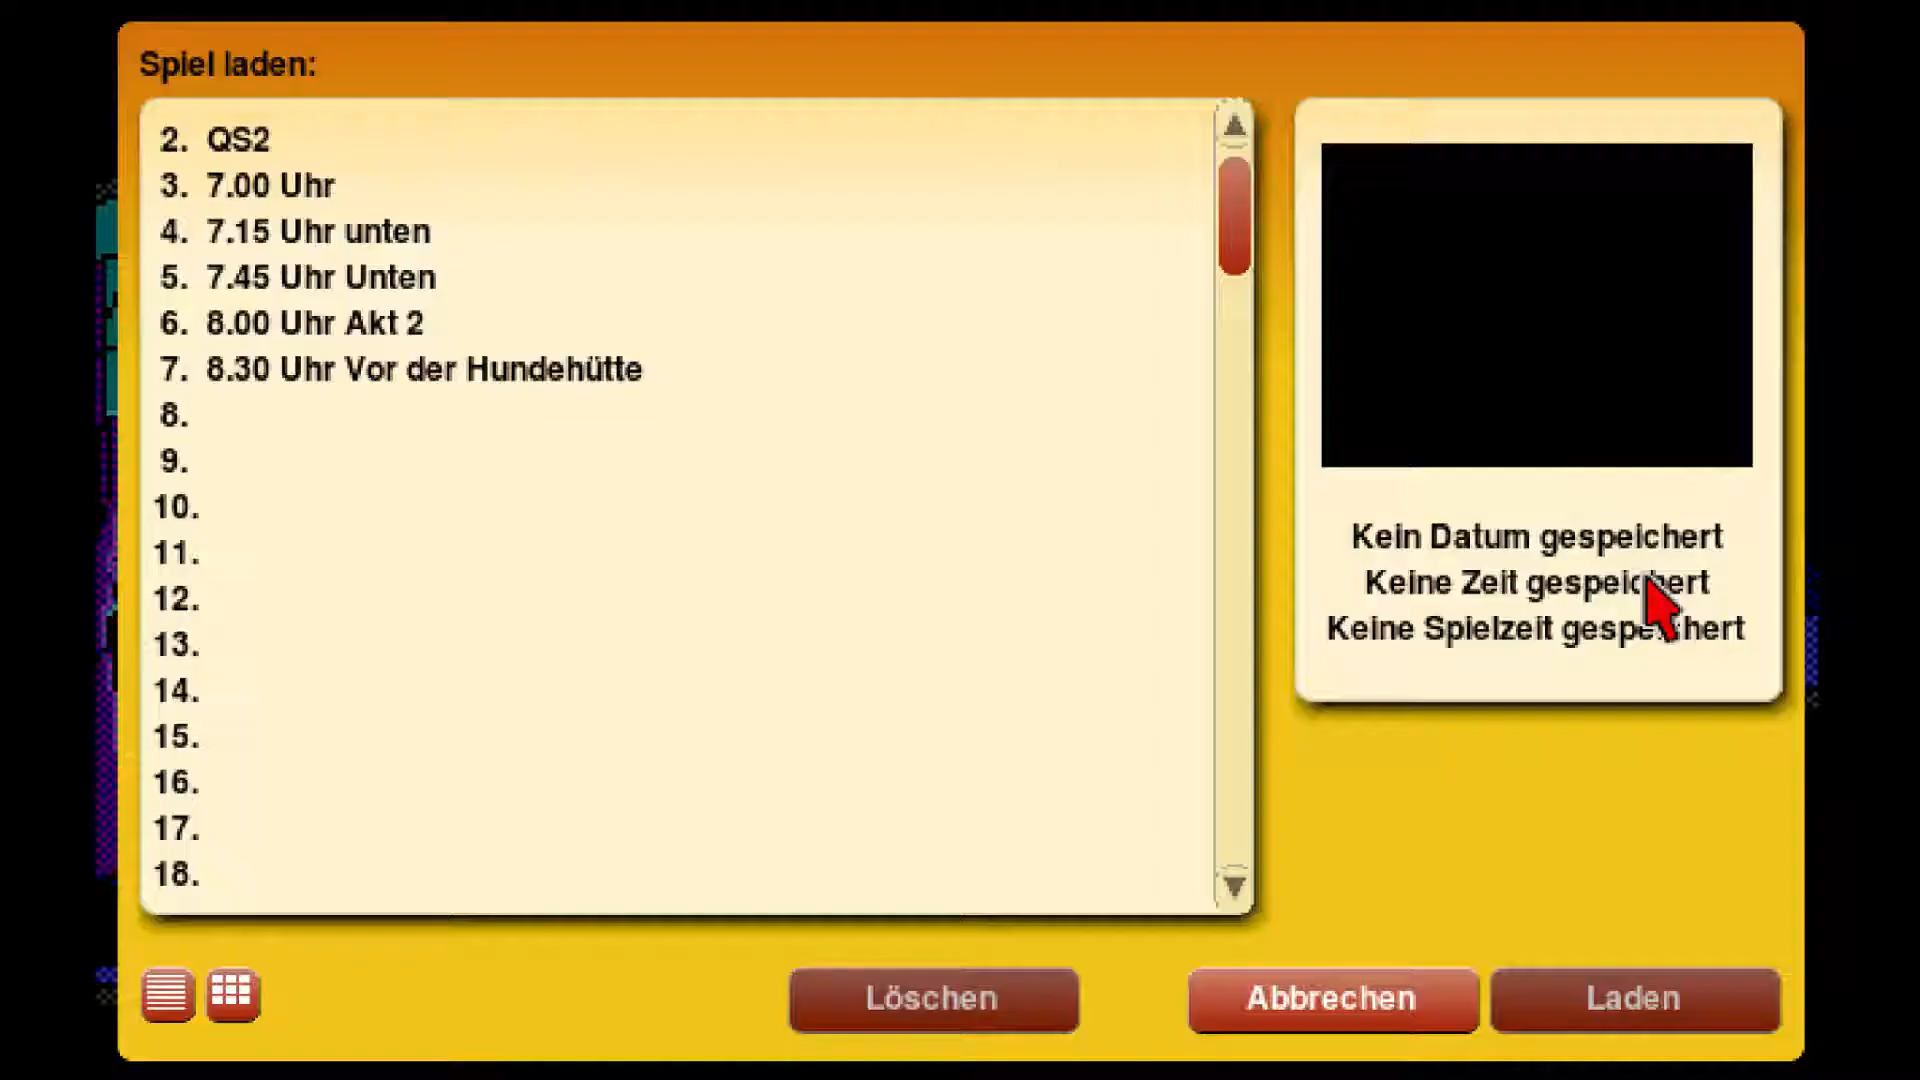 Spiel laden:
2. QS2
3. 7.00 Uhr
4. 7.15 Uhr unten
5. 7.45 Uhr Unten
6. 8.00 Uhr Akt 2
7. 8.30 Uhr Vor der Hundehütte
8.
9.
10.
11.
12.
13.
14.
15.
16.
17.
18.
Kein Datum gespeichert
Keine Zeit gespeichert
Keine Spielzeit gespeichert
Löschen
Abbrechen
Laden